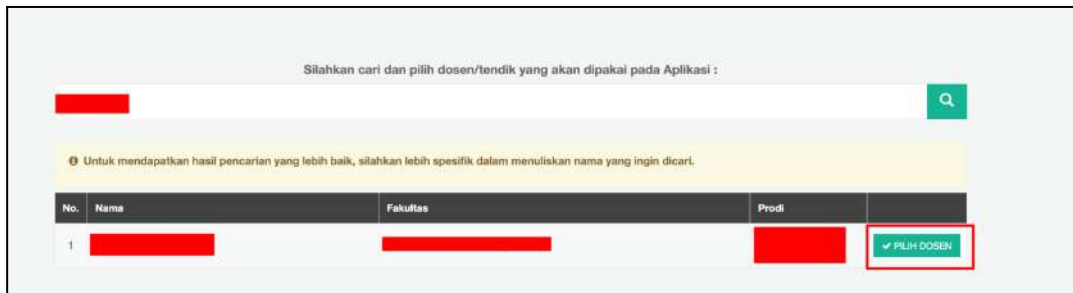 Silahkan cari dan pilih dosen/tendik yang akan dipakai pada Aplikasi :
Untuk mendapatkan hasil pencarian yang lebih baik, silahkan lebih spesifik dalam menuliskan nama yang ingin dicari.
No. Nama Fakultas Prodi
1 PILIH DOSEN